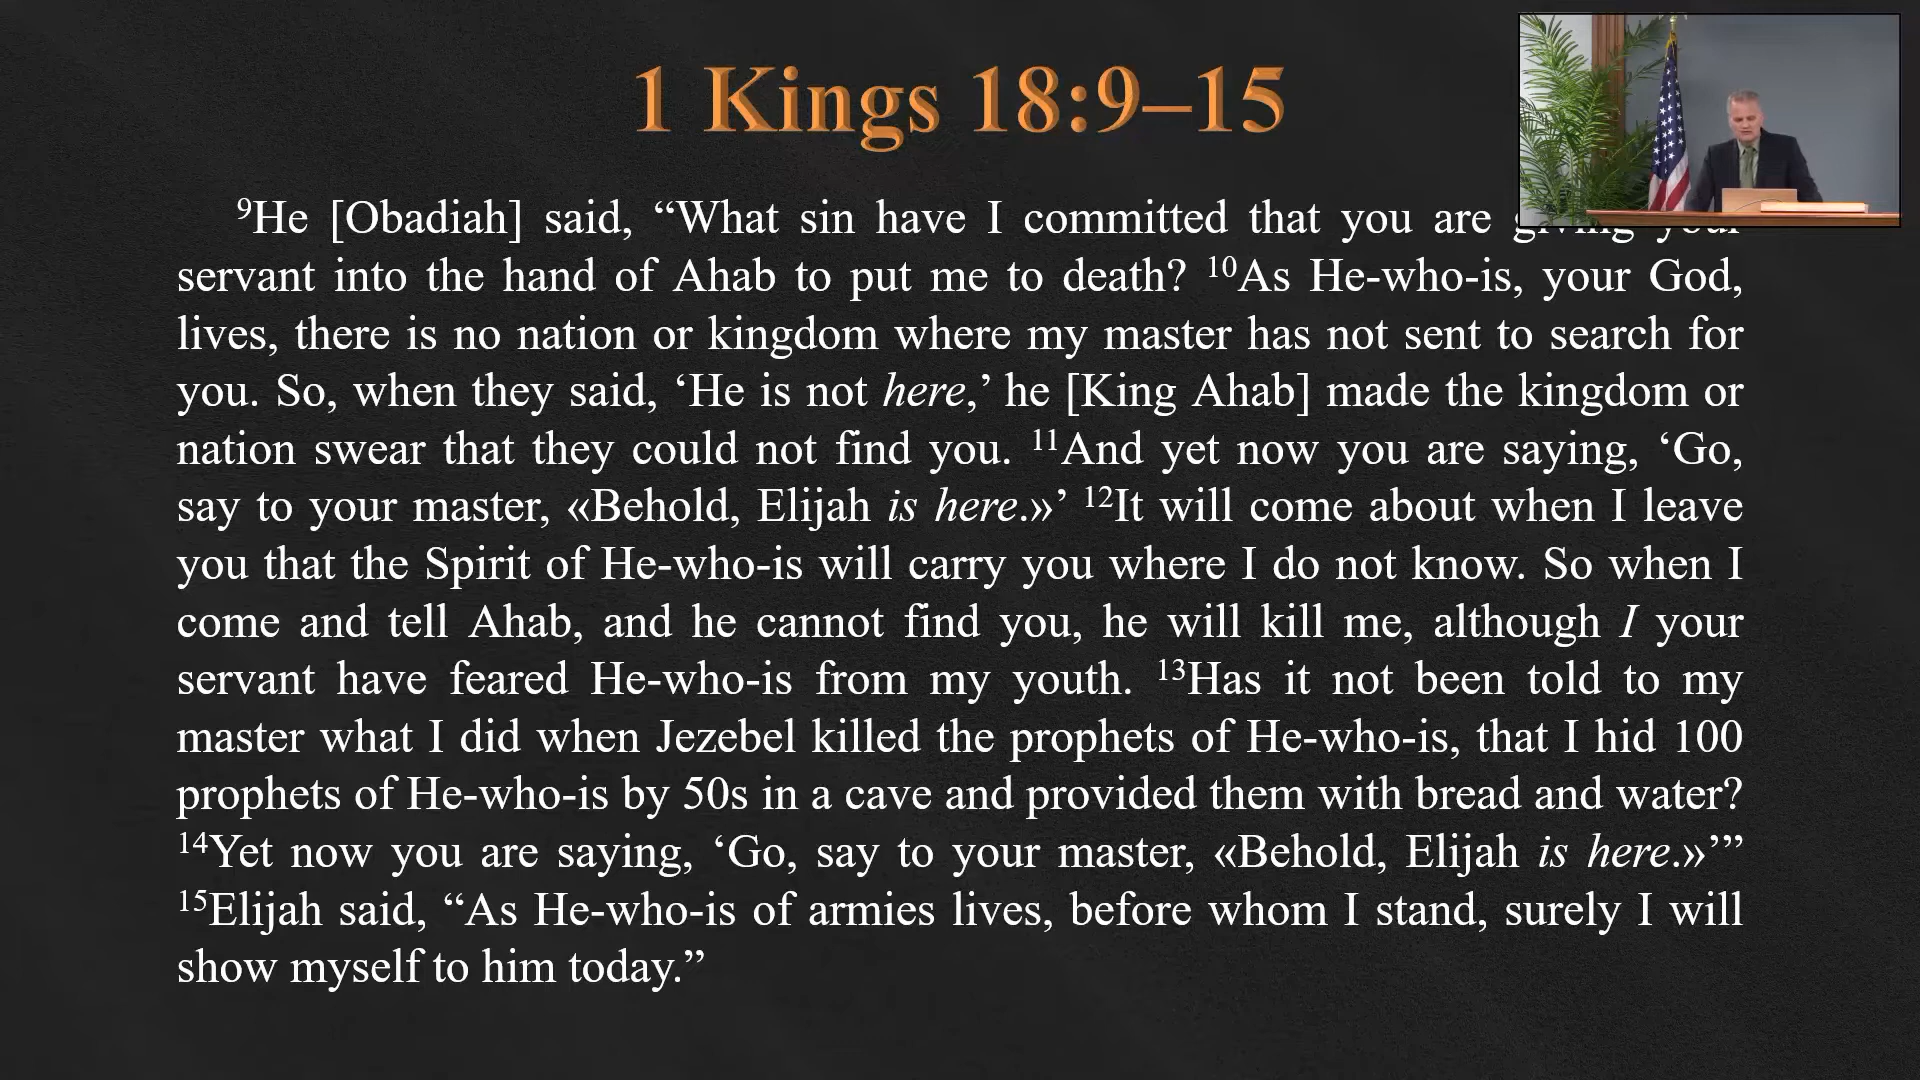 1 Kings 18:9–15
⁹He [Obadiah] said, “What sin have I committed that you are giving your
servant into the hand of Ahab to put me to death? ¹⁰As He-who-is, your God,
lives, there is no nation or kingdom where my master has not sent to search for
you. So, when they said, ‘He is not here,’ he [King Ahab] made the kingdom or
nation swear that they could not find you. ¹¹And yet now you are saying, ‘Go,
say to your master, «Behold, Elijah is here.»’ ¹²It will come about when I leave
you that the Spirit of He-who-is will carry you where I do not know. So when I
come and tell Ahab, and he cannot find you, he will kill me, although I your
servant have feared He-who-is from my youth. ¹³Has it not been told to my
master what I did when Jezebel killed the prophets of He-who-is, that I hid 100
prophets of He-who-is by 50s in a cave and provided them with bread and water?
¹⁴Yet now you are saying, ‘Go, say to your master, «Behold, Elijah is here.»’”
¹⁵Elijah said, “As He-who-is of armies lives, before whom I stand, surely I will
show myself to him today.”